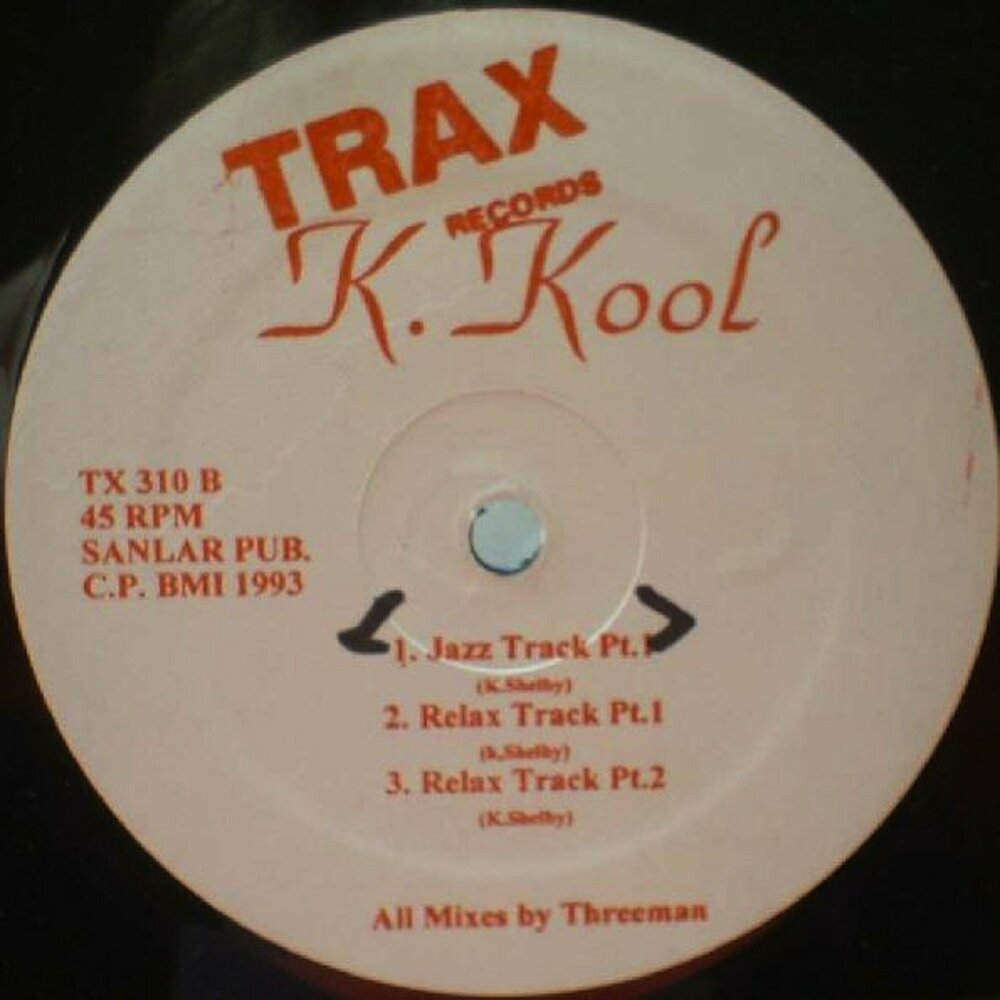 TRAX
RECORDS
K. Kool
TX 310 B
45 RPM
SANLAR PUB.
C.P. BMI 1993
1. Jazz Track Pt.1
(K.Shelby)
2. Relax Track Pt.1
(k.Shelby)
3. Relax Track Pt.2
(K.Shelby)
All Mixes by Threeman